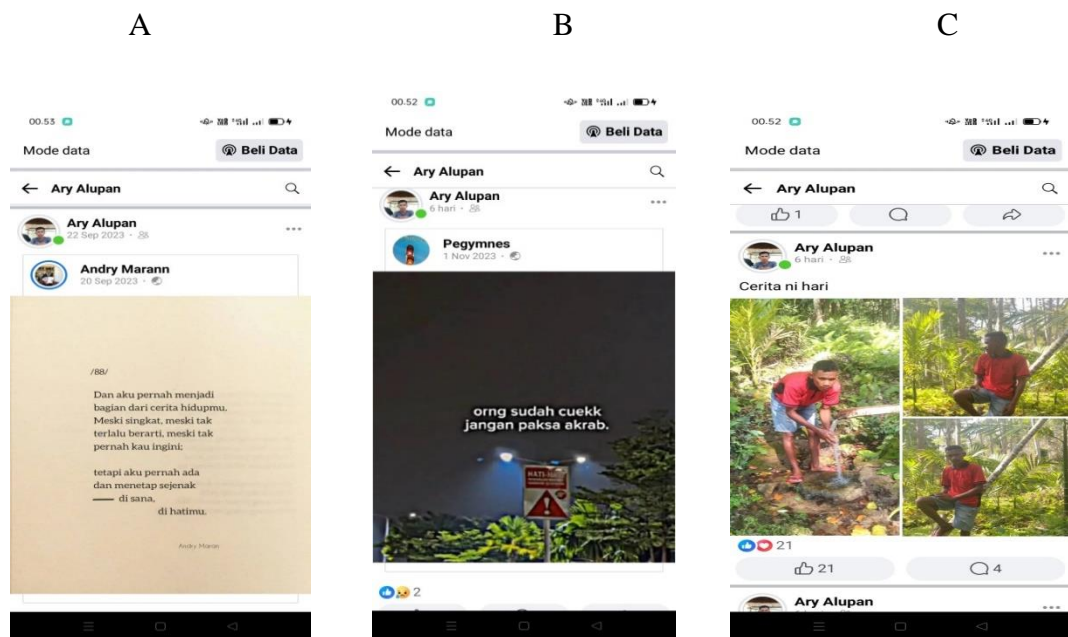 A
B
C
00.53
Mode data
Beli Data
Ary Alupan
Ary Alupan
22 Sep 2023
Andry Marann
20 Sep 2023
/88/
Dan aku pernah menjadi
bagian dari cerita hidupmu,
Meski singkat, meski tak
terlalu berarti, meski tak
pernah kau ingini;
tetapi aku pernah ada
dan menetap sejenak
di sana,
di hatimu.
Andry Maran
00.52
Mode data
Beli Data
Ary Alupan
Ary Alupan
6 hari
Pegymnes
1 Nov 2023
orng sudah cuekk
jangan paksa akrab.
2
00.52
Mode data
Beli Data
Ary Alupan
1
Ary Alupan
6 hari
Cerita ni hari
21
21
4
Ary Alupan